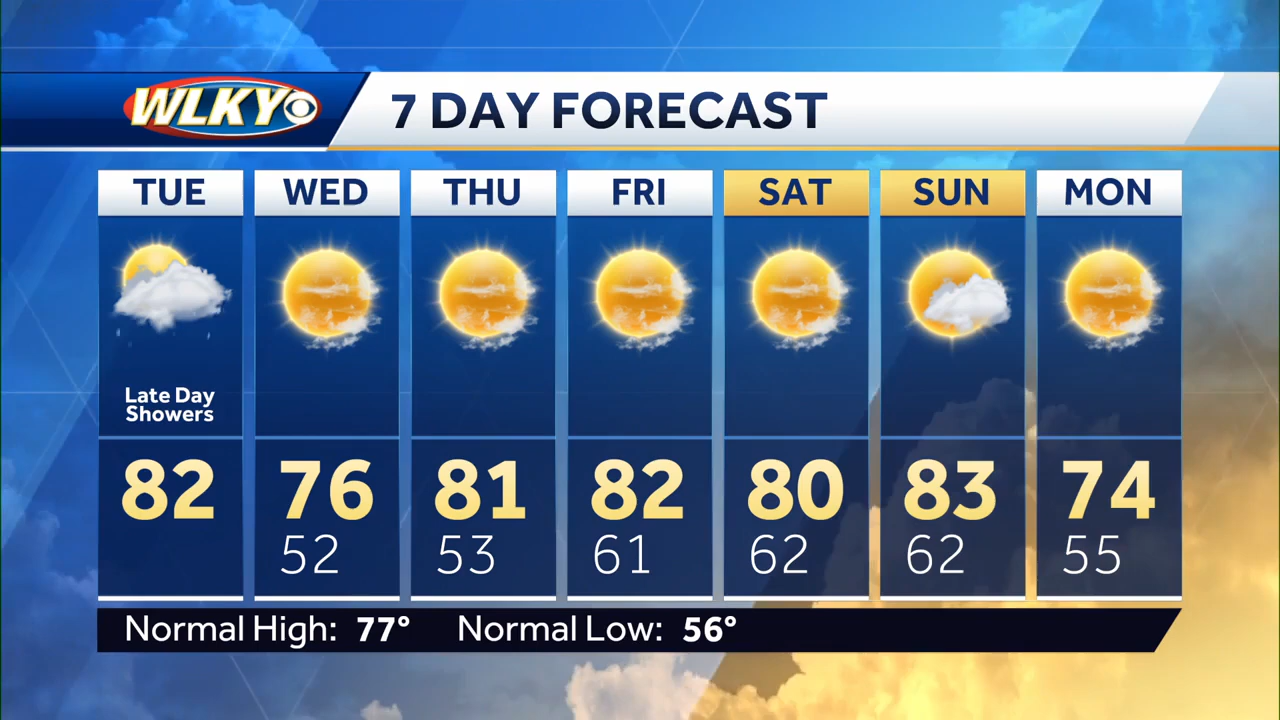 WLKY
7 DAY FORECAST
TUE WED THU FRI SAT SUN MON
Late Day
Showers
82 76 81 82 80 83 74
52 53 61 62 62 55
Normal High: 77° Normal Low: 56°